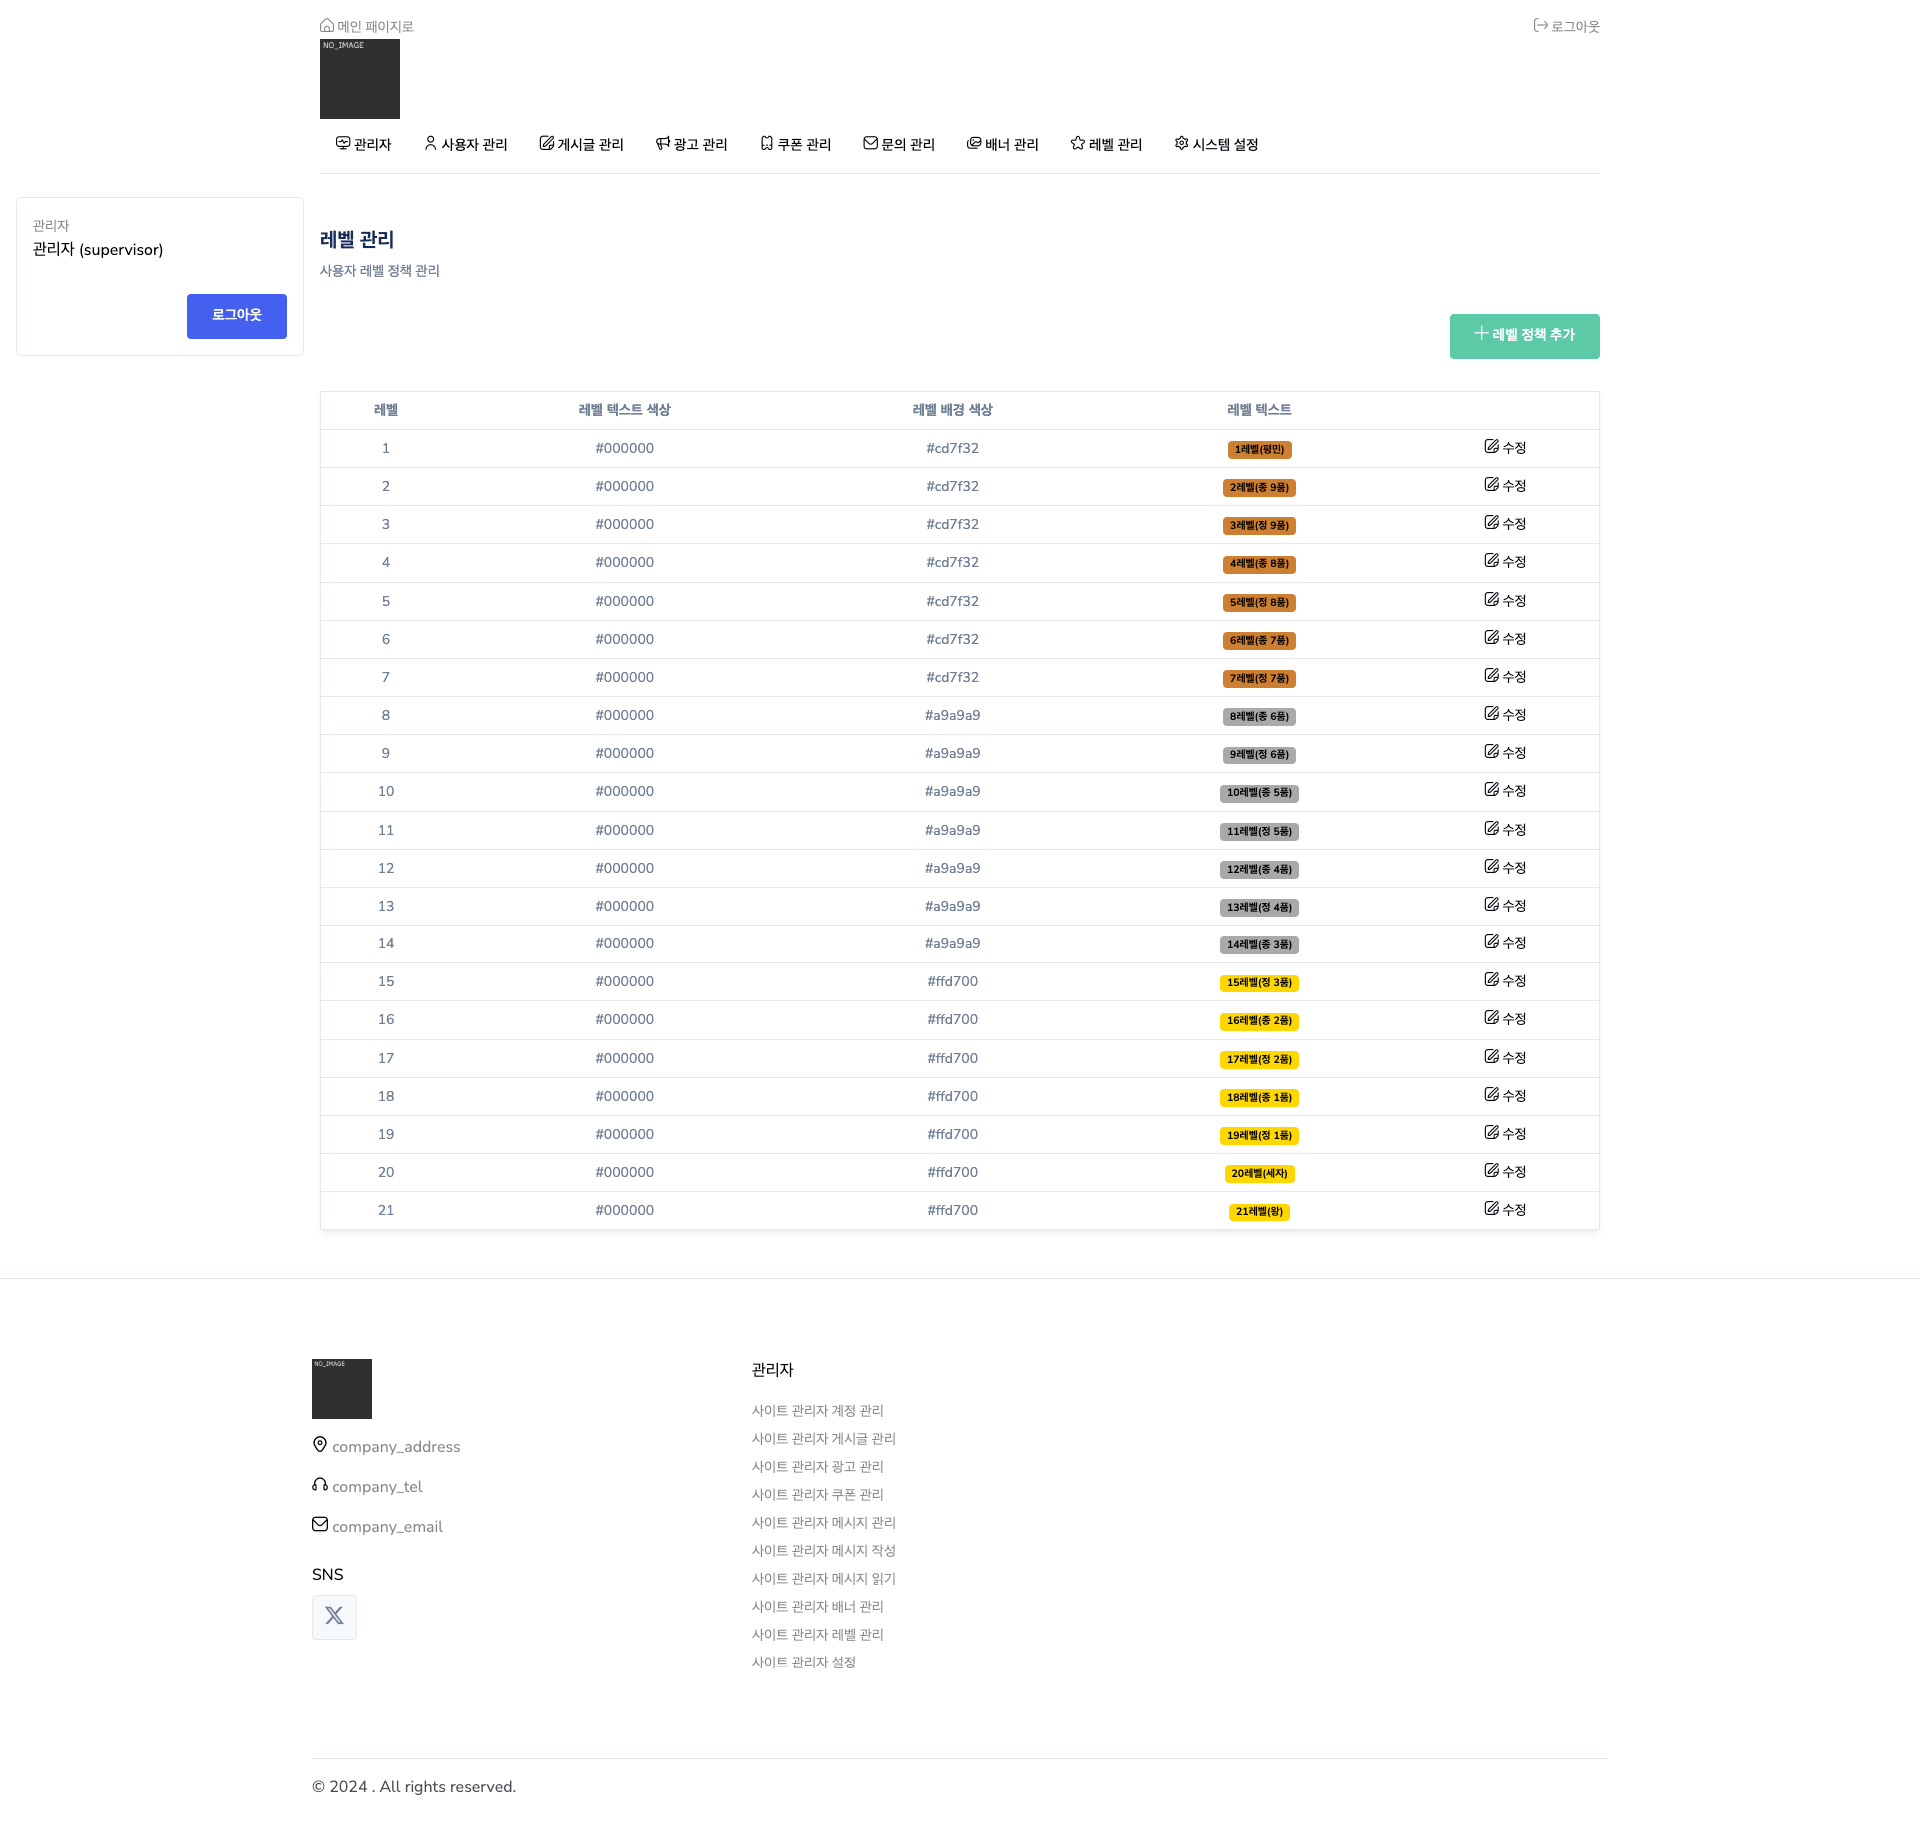 메인 패이지로 로그아웃
NO_IMAGE
관리자 사용자 관리 게시글 관리 광고 관리 쿠폰 관리 문의 관리 배너 관리 레벨 관리 시스템 설정
관리자
관리자 (supervisor)
로그아웃
레벨 관리
사용자 레벨 정책 관리
레벨 정책 추가
레벨 레벨 텍스트 색상 레벨 배경 색상 레벨 텍스트
1 #000000 #cd7f32 1레벨(평민) 수정
2 #000000 #cd7f32 2레벨(종 9품) 수정
3 #000000 #cd7f32 3레벨(정 9품) 수정
4 #000000 #cd7f32 4레벨(종 8품) 수정
5 #000000 #cd7f32 5레벨(정 8품) 수정
6 #000000 #cd7f32 6레벨(종 7품) 수정
7 #000000 #cd7f32 7레벨(정 7품) 수정
8 #000000 #a9a9a9 8레벨(종 6품) 수정
9 #000000 #a9a9a9 9레벨(정 6품) 수정
10 #000000 #a9a9a9 10레벨(종 5품) 수정
11 #000000 #a9a9a9 11레벨(정 5품) 수정
12 #000000 #a9a9a9 12레벨(종 4품) 수정
13 #000000 #a9a9a9 13레벨(정 4품) 수정
14 #000000 #a9a9a9 14레벨(종 3품) 수정
15 #000000 #ffd700 15레벨(정 3품) 수정
16 #000000 #ffd700 16레벨(종 2품) 수정
17 #000000 #ffd700 17레벨(정 2품) 수정
18 #000000 #ffd700 18레벨(종 1품) 수정
19 #000000 #ffd700 19레벨(정 1품) 수정
20 #000000 #ffd700 20레벨(세자) 수정
21 #000000 #ffd700 21레벨(왕) 수정
NO_IMAGE
company_address
company_tel
company_email
SNS
관리자
사이트 관리자 계정 관리
사이트 관리자 게시글 관리
사이트 관리자 광고 관리
사이트 관리자 쿠폰 관리
사이트 관리자 메시지 관리
사이트 관리자 메시지 작성
사이트 관리자 메시지 읽기
사이트 관리자 배너 관리
사이트 관리자 레벨 관리
사이트 관리자 설정
© 2024 . All rights reserved.